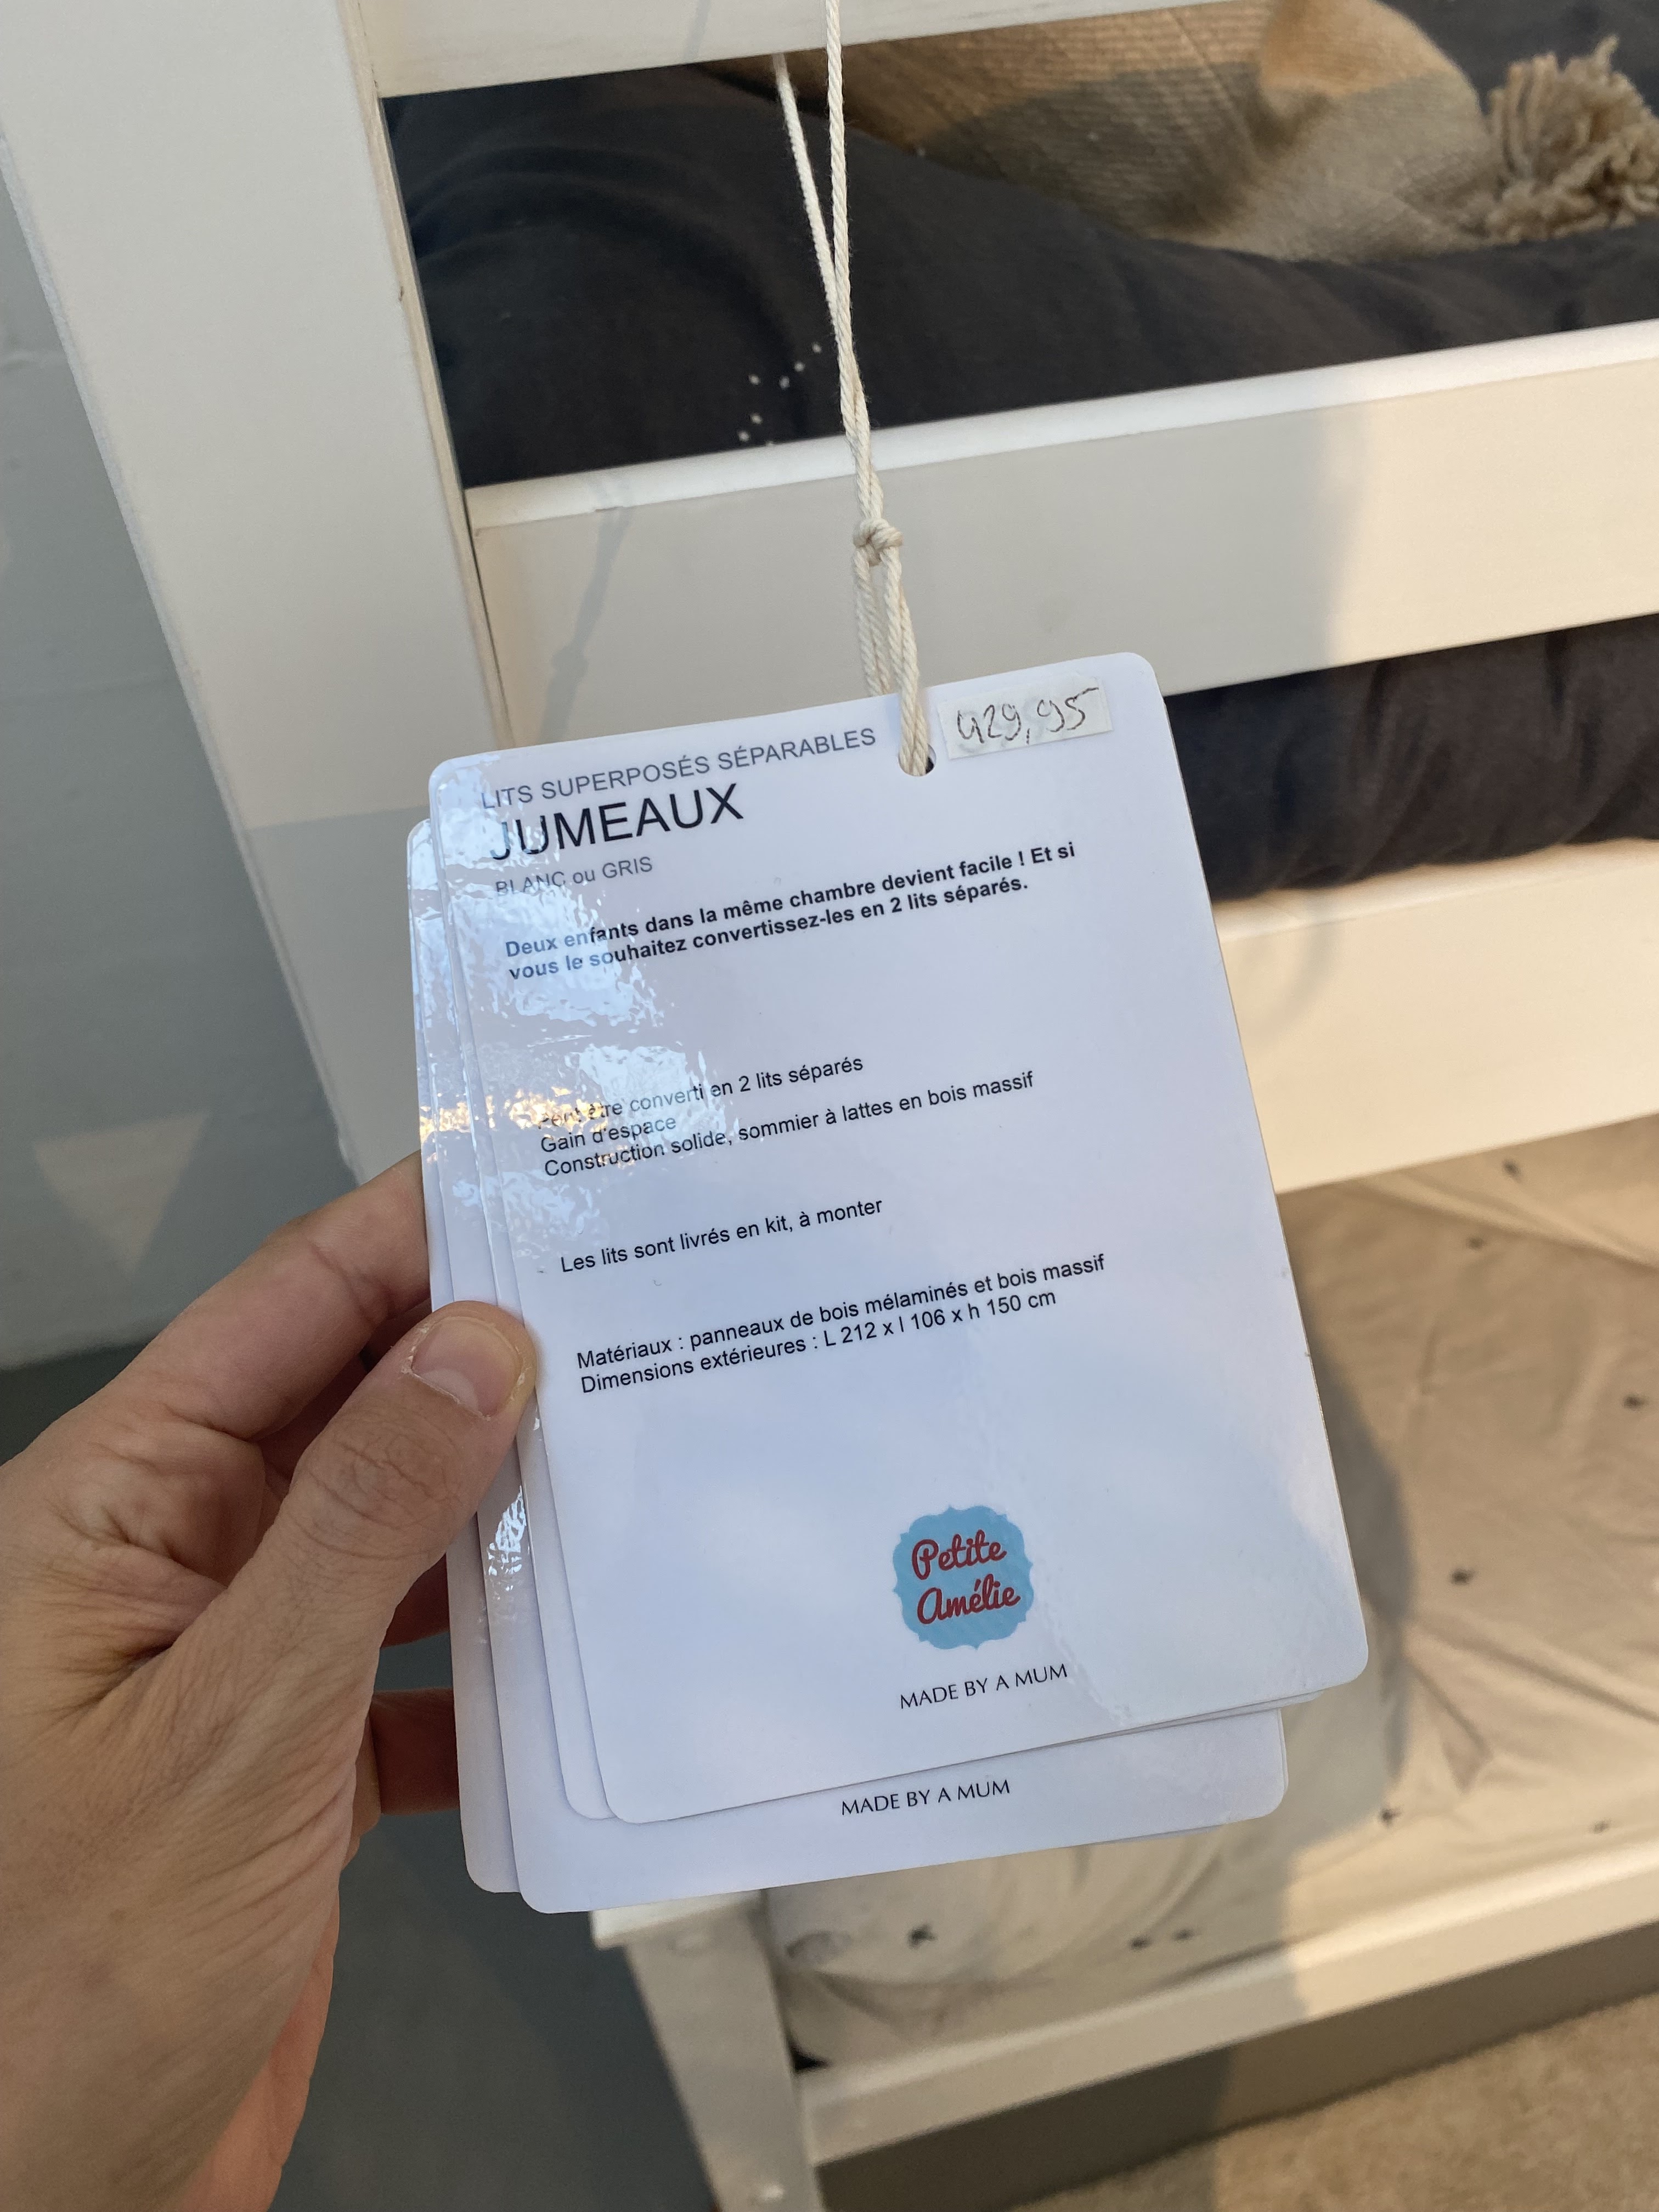 429,95
LITS SUPERPOSÉS SÉPARABLES
JUMEAUX
BLANC ou GRIS
Deux enfants dans la même chambre devient facile ! Et si
vous le souhaitez convertissez-les en 2 lits séparés.
Peut être converti en 2 lits séparés
Gain d'espace
Construction solide, sommier à lattes en bois massif
Les lits sont livrés en kit, à monter
Matériaux : panneaux de bois mélaminés et bois massif
Dimensions extérieures : L 212 x l 106 x h 150 cm
Petite
Amélie
MADE BY A MUM
MADE BY A MUM